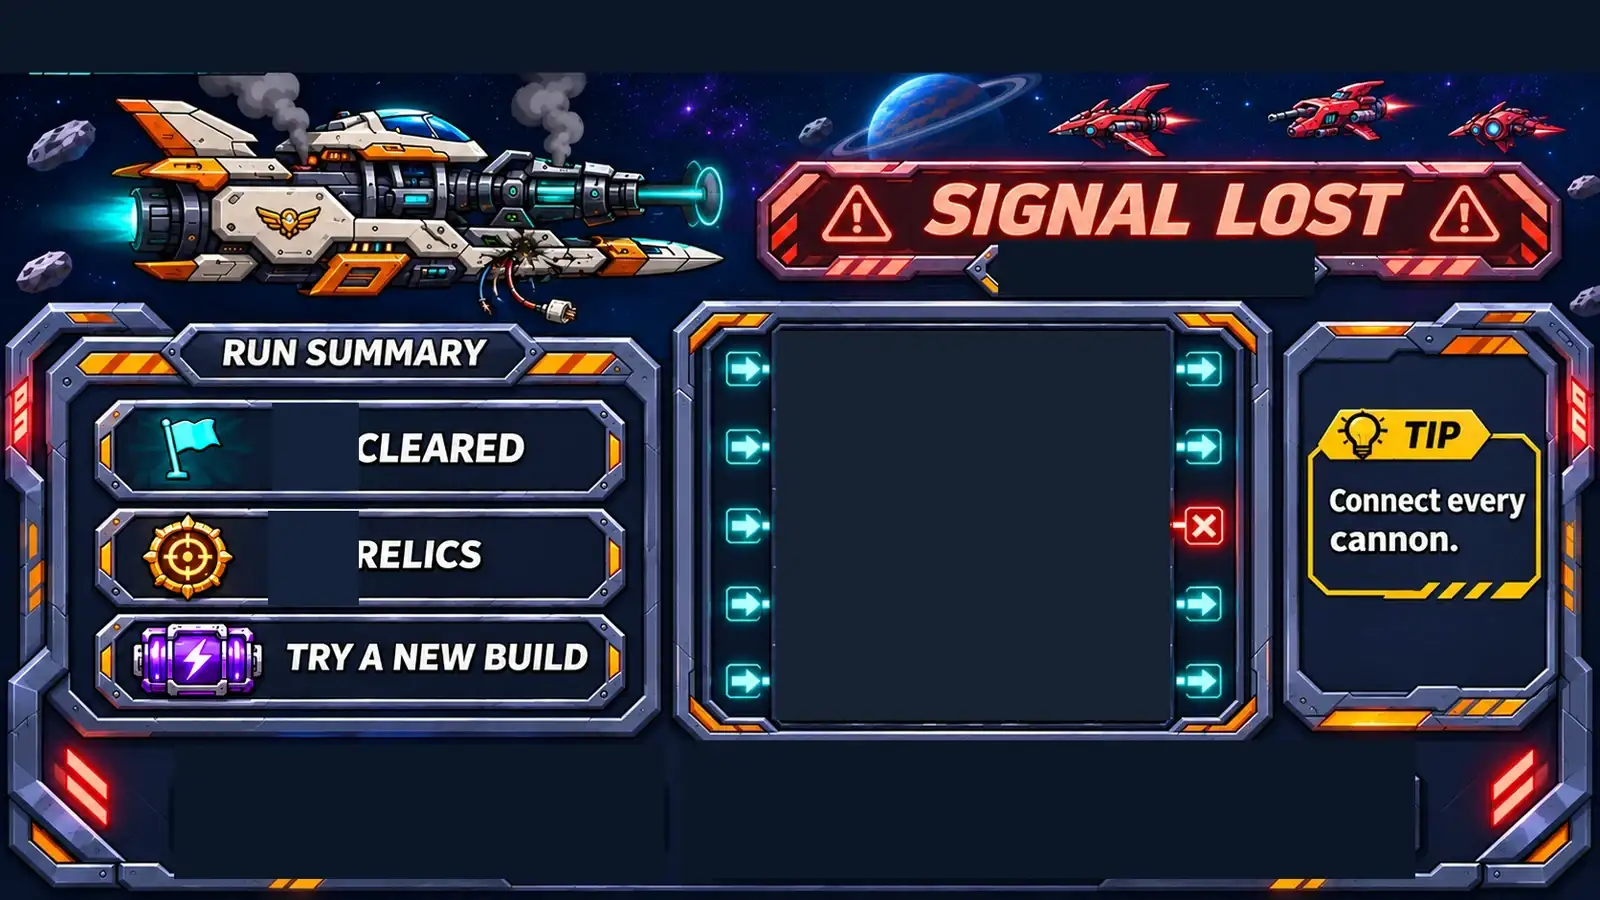 SIGNAL LOST
RUN SUMMARY
CLEARED
RELICS
TRY A NEW BUILD
TIP
Connect every
cannon.